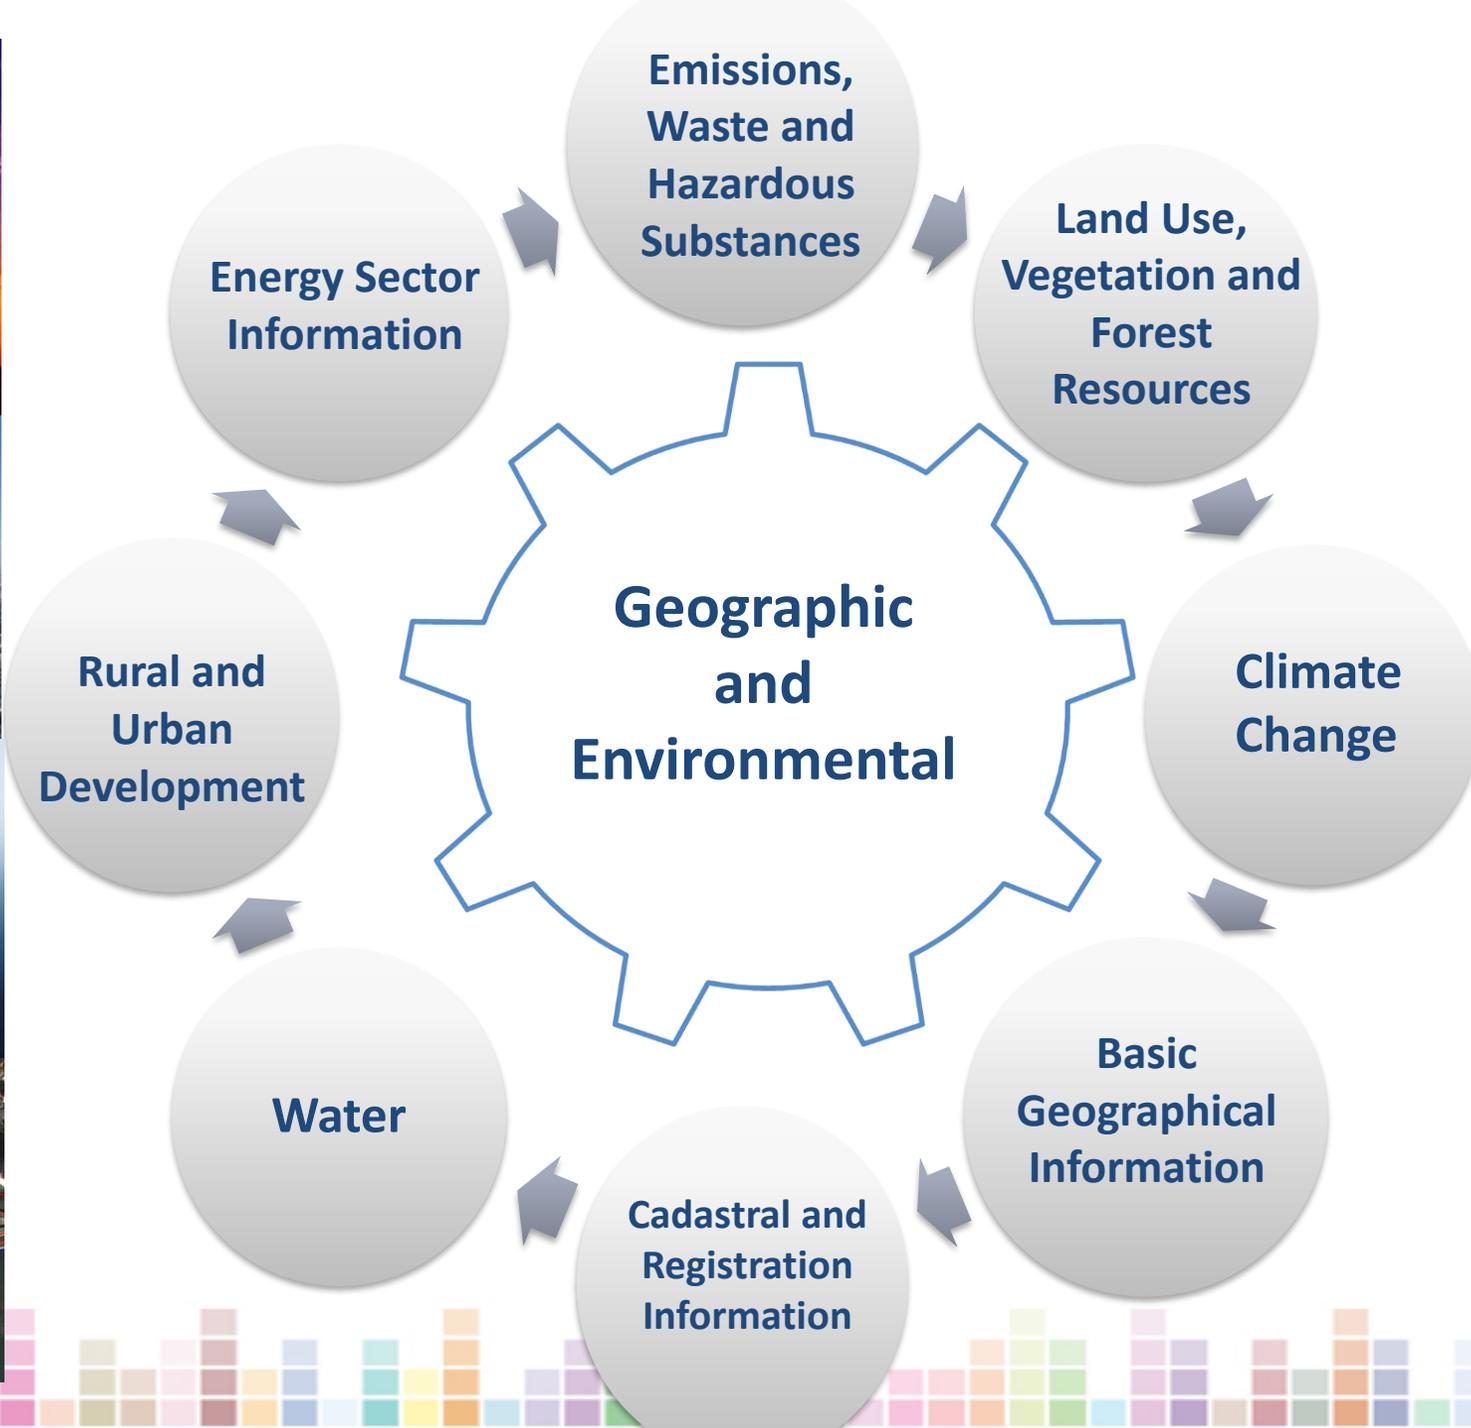 Emissions,
Waste and
Hazardous
Substances
Land Use,
Vegetation and
Forest
Resources
Climate
Change
Basic
Geographical
Information
Cadastral and
Registration
Information
Water
Rural and
Urban
Development
Energy Sector
Information
Geographic
and
Environmental